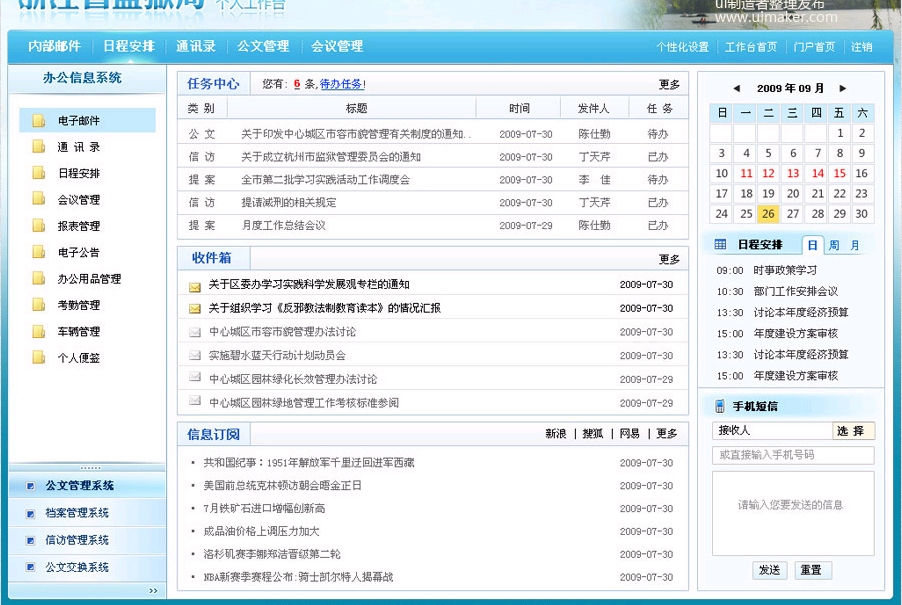 浙江省监狱局 个人工作台
UI制造者整理发布
www.uimaker.com
内部邮件 日程安排 通讯录 公文管理 会议管理 个性化设置 工作台首页 门户首页 注销
办公信息系统
电子邮件
通 讯 录
日程安排
会议管理
报表管理
电子公告
办公用品管理
考勤管理
车辆管理
个人便签
公文管理系统
档案管理系统
信访管理系统
公文交换系统
>>
任务中心 您有: 6 条,待办任务! 更多
类 别 标题 时间 发件人 任 务
公 文 关于印发中心城区市容市貌管理有关制度的通知.. 2009-07-30 陈仕勤 待办
信 访 关于成立杭州市监狱管理委员会的通知 2009-07-30 丁天芹 已办
提 案 全市第二批学习实践活动工作调度会 2009-07-30 李 佳 待办
信 访 提请减刑的相关规定 2009-07-30 丁天芹 已办
提 案 月度工作总结会议 2009-07-29 陈仕勤 已办
收件箱 更多
关于区委办学习实践科学发展观专栏的通知 2009-07-30
关于组织学习《反邪教法制教育读本》的情况汇报 2009-07-30
中心城区市容市貌管理办法讨论 2009-07-30
实施碧水蓝天行动计划动员会 2009-07-30
中心城区园林绿化长效管理办法讨论 2009-07-29
中心城区园林绿地管理工作考核标准参阅 2009-07-29
信息订阅 新浪 | 搜狐 | 网易 | 更多
• 共和国纪事：1951年解放军千里迂回进军西藏 2009-07-30
• 美国前总统克林顿访朝会晤金正日 2009-07-30
• 7月铁矿石进口增幅创新高 2009-07-30
• 成品油价格上调压力加大 2009-07-30
• 洛杉矶赛李娜郑洁晋级第二轮 2009-07-30
• NBA新赛季赛程公布:骑士凯尔特人揭幕战 2009-07-30
◀ 2009 年 09 月 ▶
日 一 二 三 四 五 六
1 2
3 4 5 6 7 8 9
10 11 12 13 14 15 16
17 18 19 20 21 22 23
24 25 26 27 28 29 30
日程安排 日 周 月
09:00 时事政策学习
10:30 部门工作安排会议
13:30 讨论本年度经济预算
15:00 年度建设方案审核
13:30 讨论本年度经济预算
15:00 年度建设方案审核
手机短信
接收人 选 择
或直接输入手机号码
请输入您要发送的信息
发送 重置